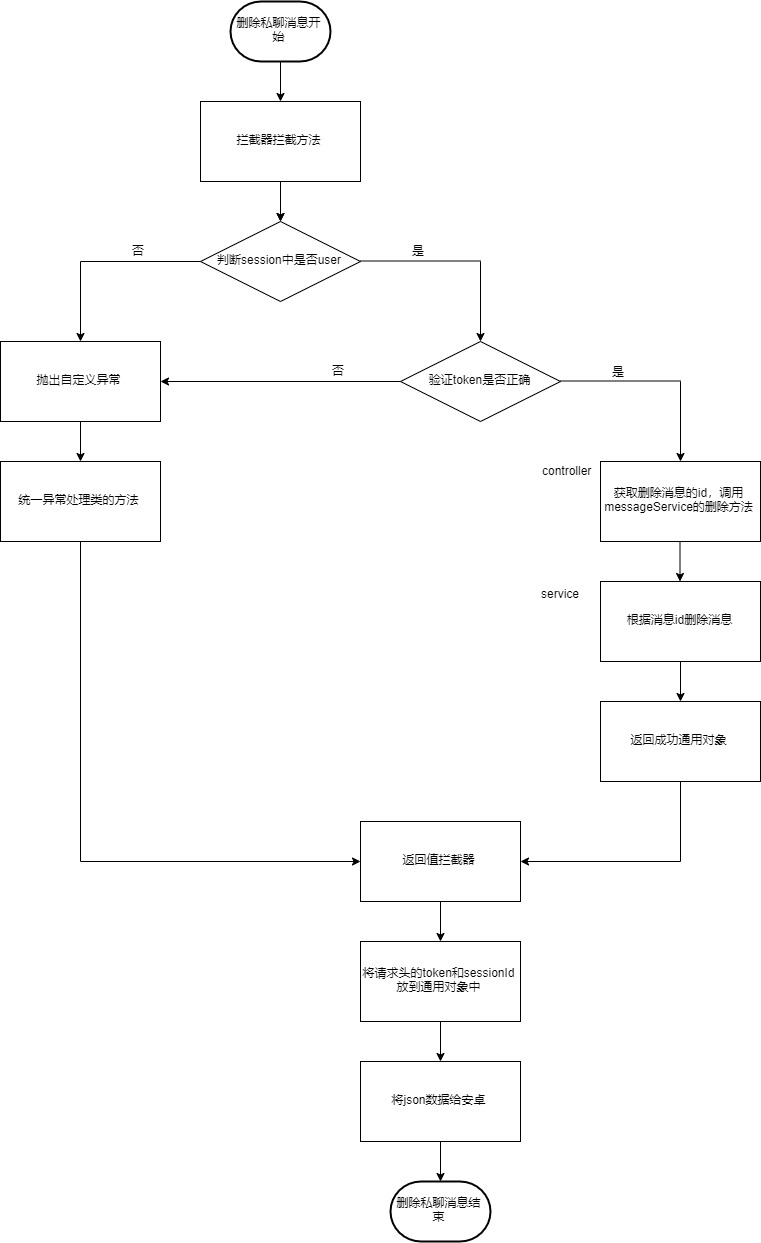 删除私聊消息开
始
拦截器拦截方法
否
是
判断session中是否user
否
是
抛出自定义异常
验证token是否正确
controller
统一异常处理类的方法
获取删除消息的id，调用
messageService的删除方法
service
根据消息id删除消息
返回成功通用对象
返回值拦截器
将请求头的token和sessionId
放到通用对象中
将json数据给安卓
删除私聊消息结
束